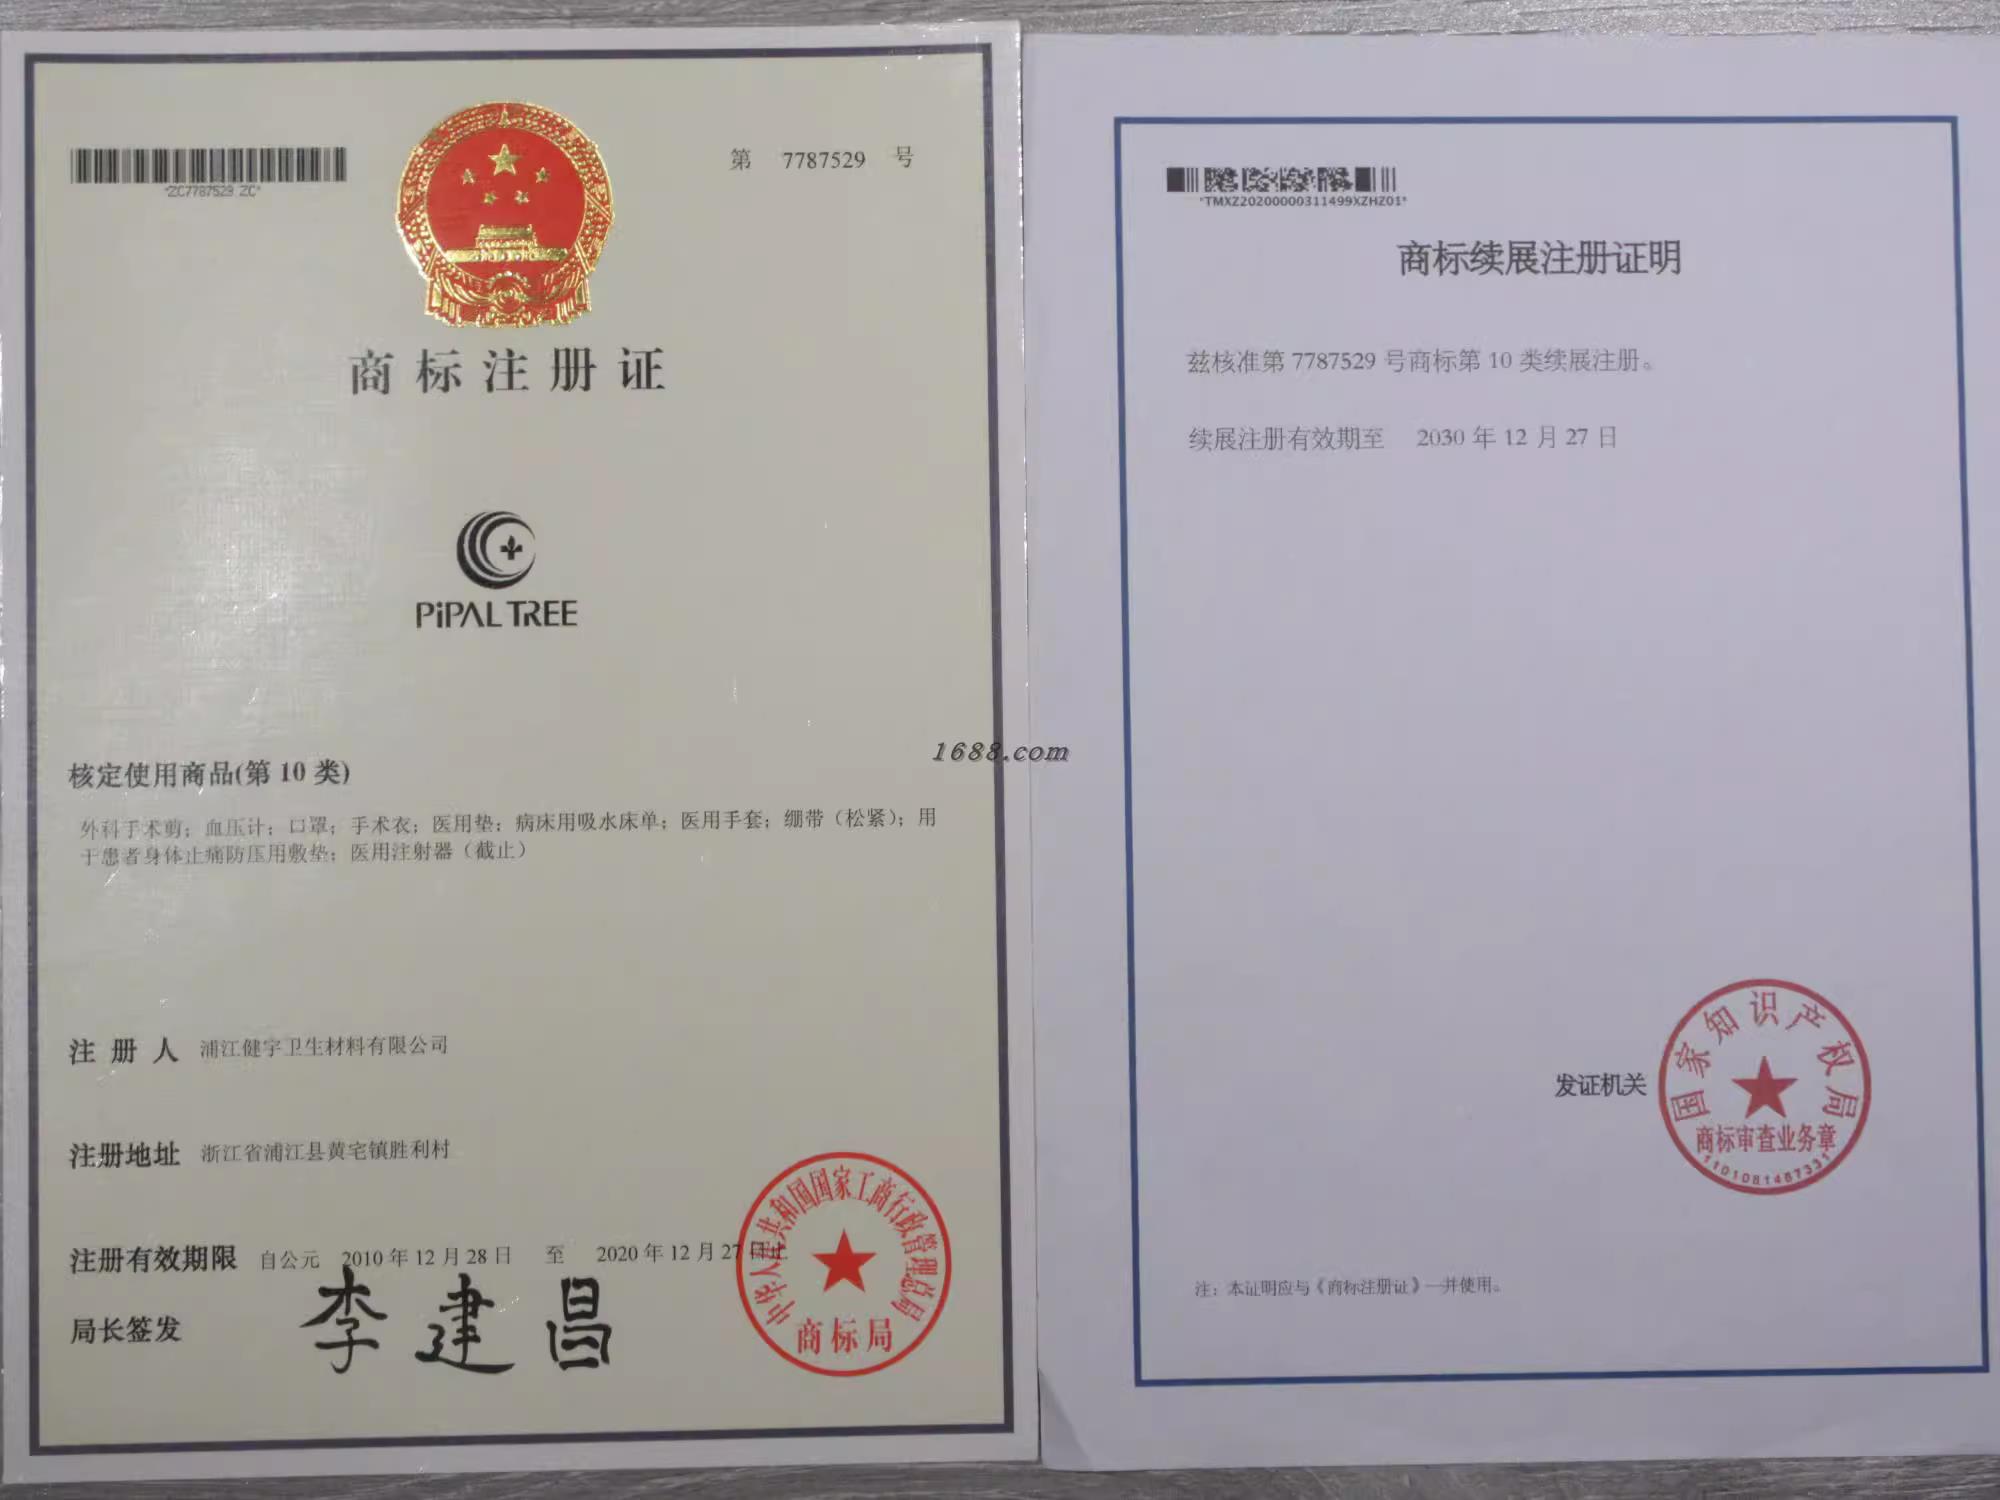 *ZC7787529 ZC*
第 7787529 号
商标注册证
PiPAL TREE
核定使用商品(第 10 类)
外科手术剪；血压计；口罩；手术衣；医用垫；病床用吸水床单；医用手套；绷带（松紧）；用
于患者身体止痛防压用敷垫；医用注射器（截止）
注册人 浦江健宇卫生材料有限公司
注册地址 浙江省浦江县黄宅镇胜利村
注册有效期限 自公元 2010 年 12 月 28 日 至 2020 年 12 月 27 日止
局长签发 李建昌
中华人民共和国国家工商行政管理总局
商标局
1688.com
*TMXZ20200000311499XZHZ01*
商标续展注册证明
兹核准第 7787529 号商标第 10 类续展注册。
续展注册有效期至 2030 年 12 月 27 日
发证机关
国家知识产权局
商标审查业务章
1101081467331
注：本证明应与《商标注册证》一并使用。